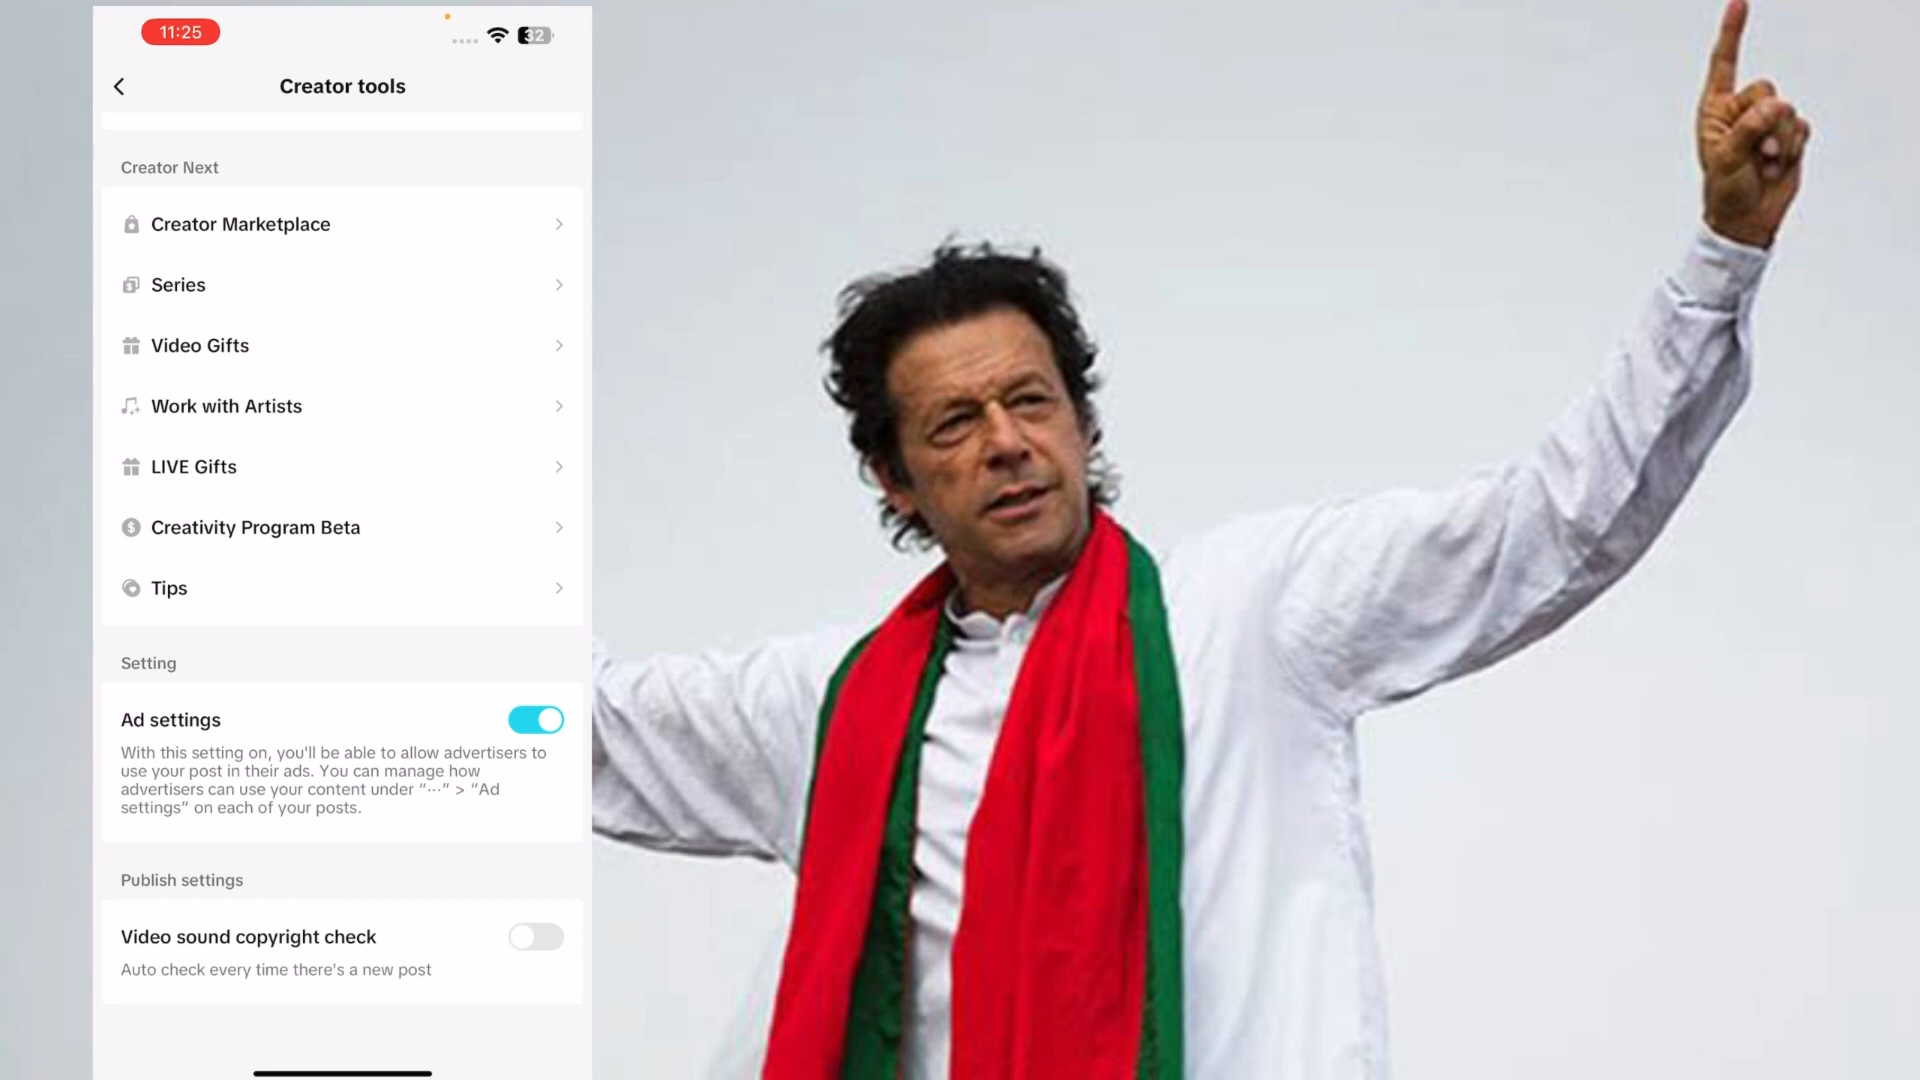 11:25
32
Creator tools
Creator Next
Creator Marketplace
Series
Video Gifts
Work with Artists
LIVE Gifts
Creativity Program Beta
Tips
Setting
Ad settings
With this setting on, you'll be able to allow advertisers to
use your post in their ads. You can manage how
advertisers can use your content under “···” > “Ad
settings” on each of your posts.
Publish settings
Video sound copyright check
Auto check every time there's a new post